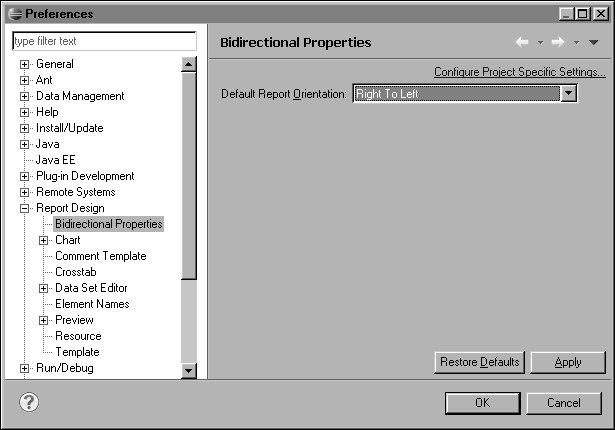 Preferences
type filter text
General
Ant
Data Management
Help
Install/Update
Java
Java EE
Plug-in Development
Remote Systems
Report Design
Bidirectional Properties
Chart
Comment Template
Crosstab
Data Set Editor
Element Names
Preview
Resource
Template
Run/Debug
Bidirectional Properties
Configure Project Specific Settings...
Default Report Orientation: Right To Left
Restore Defaults Apply
? OK Cancel